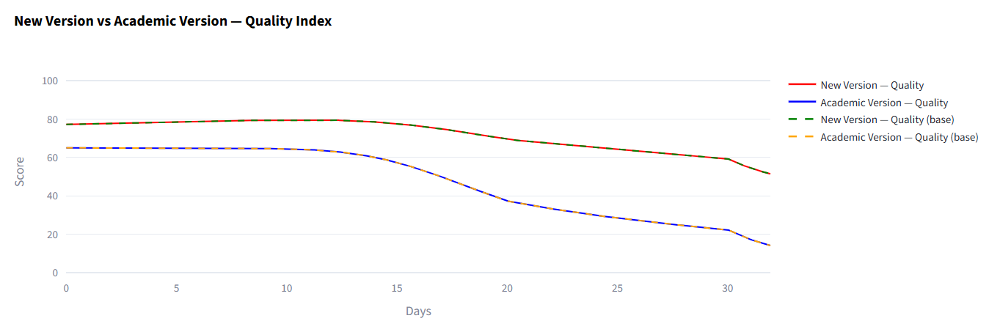 New Version vs Academic Version — Quality Index
100
80
60
40
20
0
Score
0 5 10 15 20 25 30
Days
New Version — Quality
Academic Version — Quality
New Version — Quality (base)
Academic Version — Quality (base)